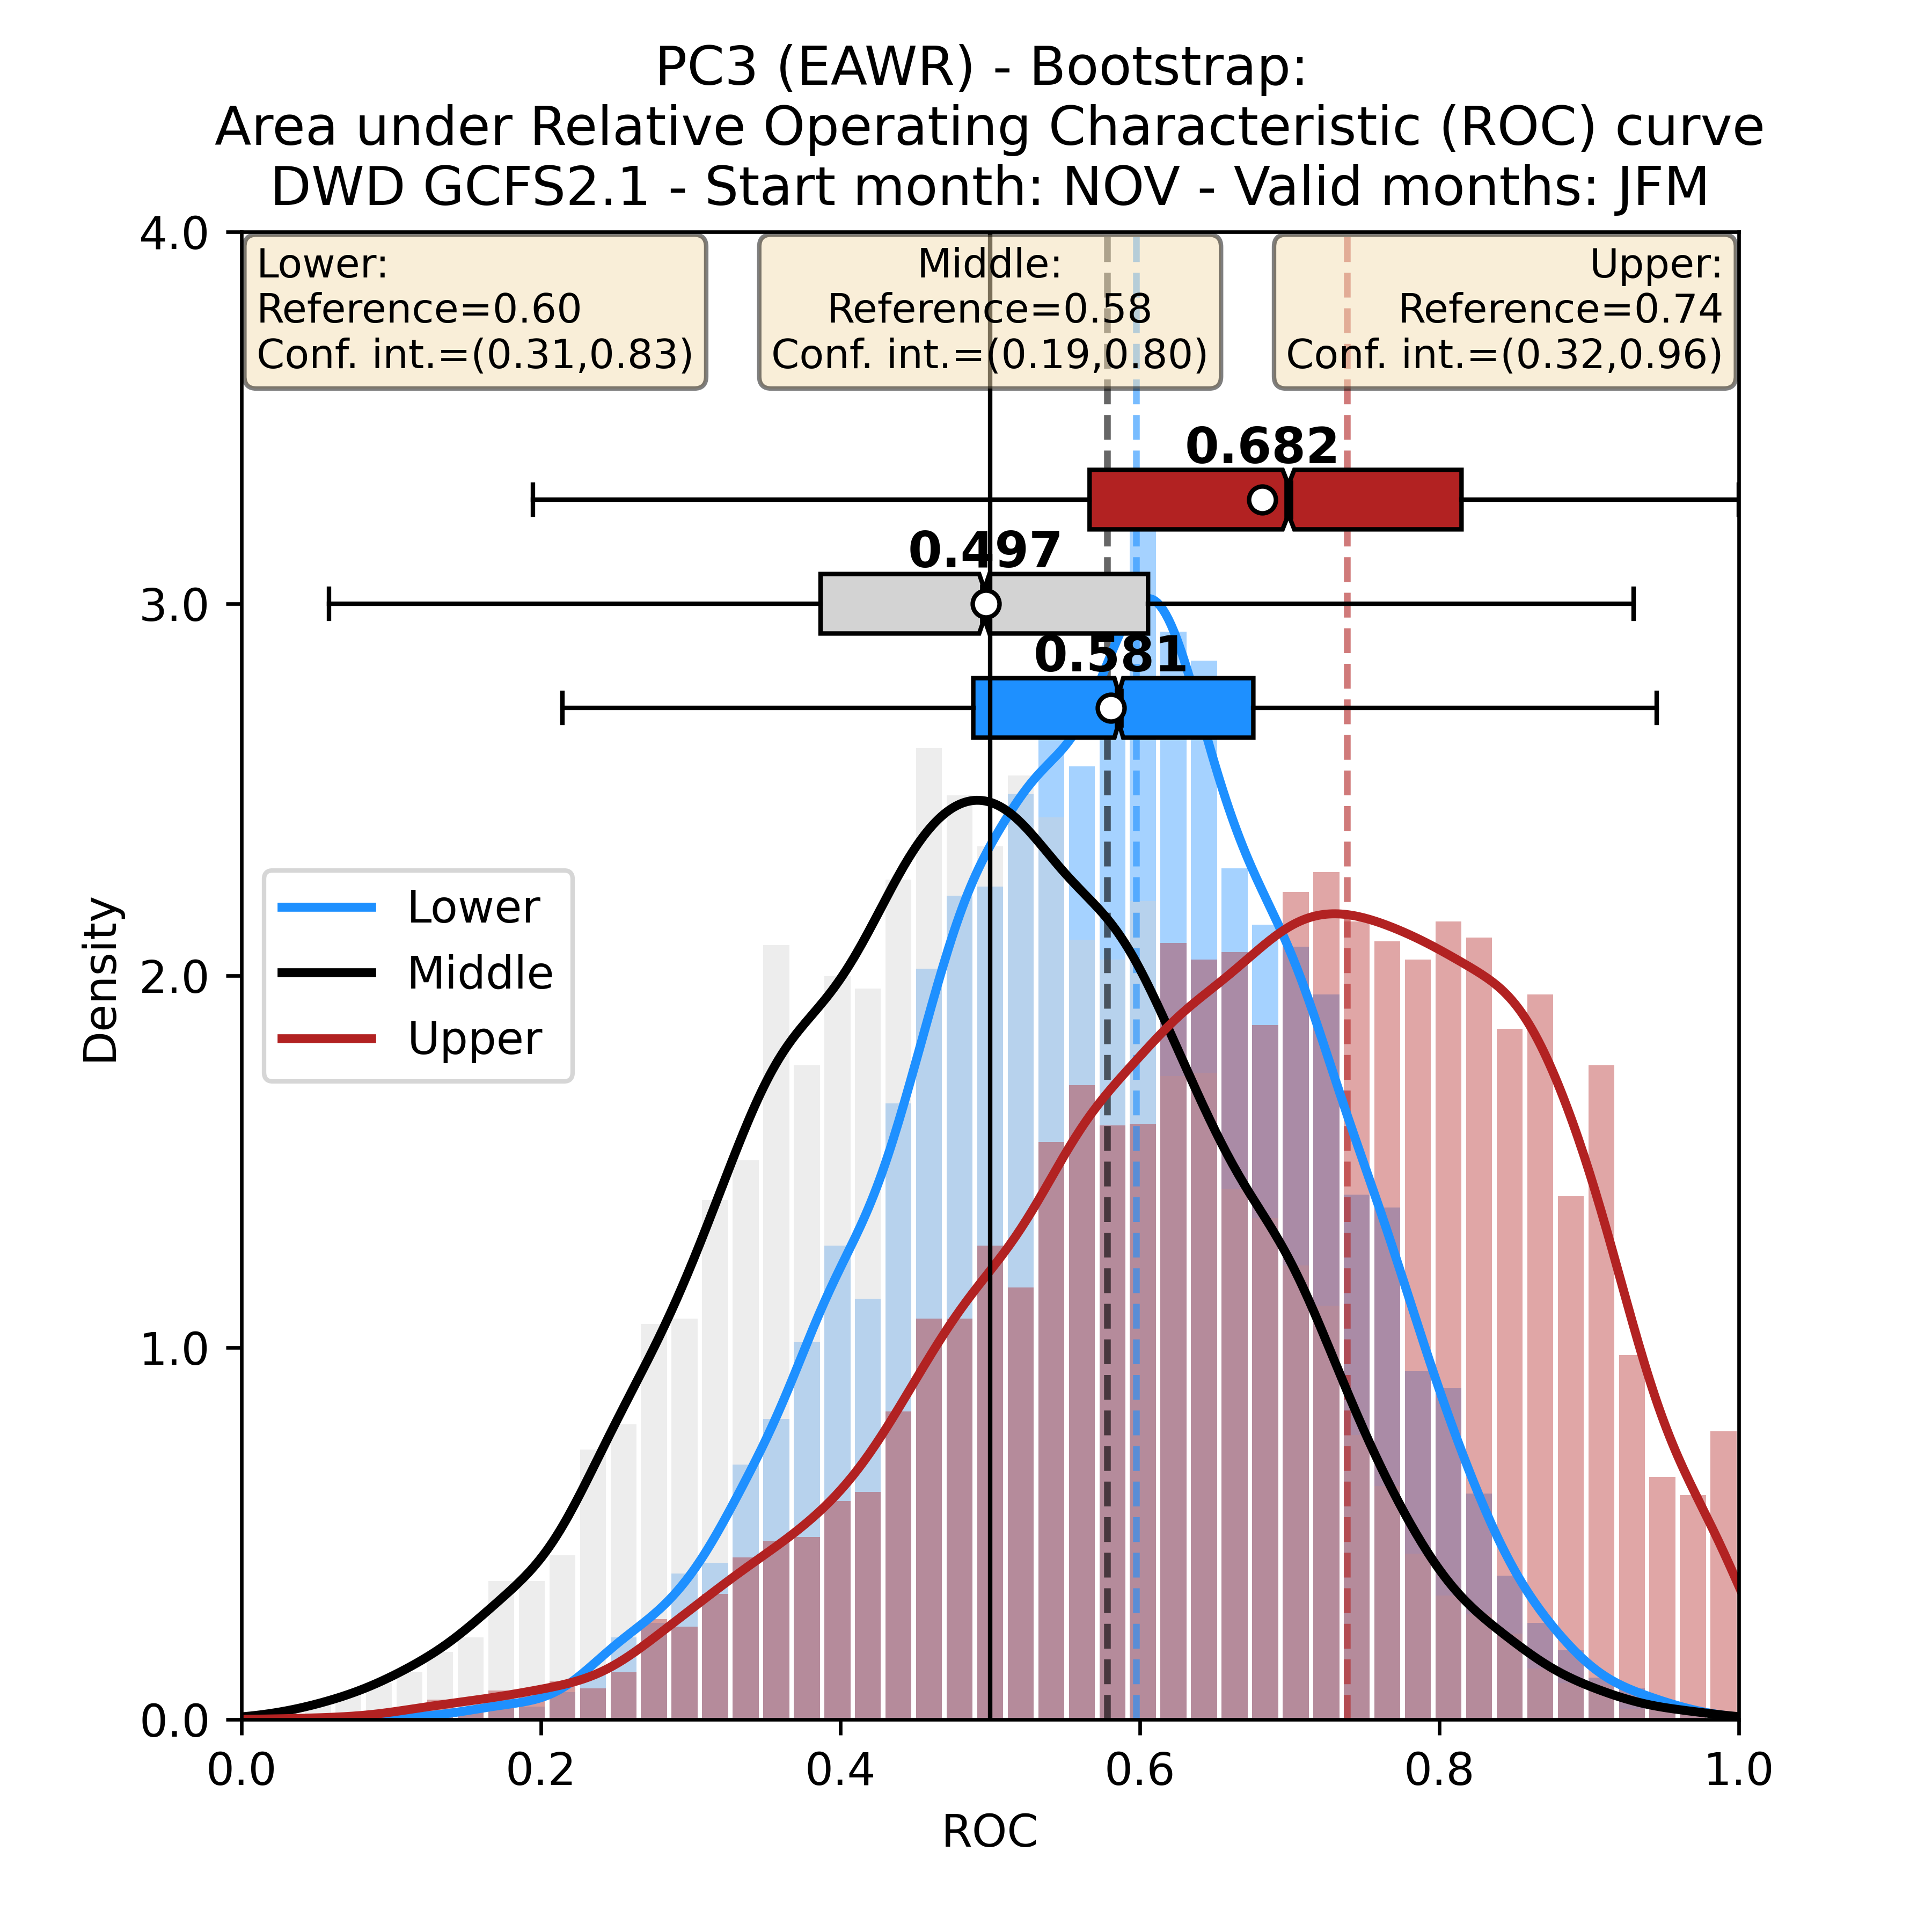 PC3 (EAWR) - Bootstrap:
Area under Relative Operating Characteristic (ROC) curve
DWD GCFS2.1 - Start month: NOV - Valid months: JFM
4.0
Lower:
Reference=0.60
Conf. int.=(0.31,0.83)
Middle:
Reference=0.58
Conf. int.=(0.19,0.80)
Upper:
Reference=0.74
Conf. int.=(0.32,0.96)
0.682
0.497
3.0
0.581
Lower
Middle
Upper
Density
2.0
1.0
0.0
0.0
0.2
0.4
0.6
0.8
1.0
ROC